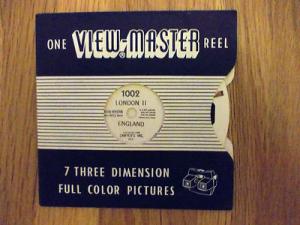 ONE VIEW-MASTER REEL
1002
LONDON II
ENGLAND
SAWYER'S INC.
7 THREE DIMENSION
FULL COLOR PICTURES